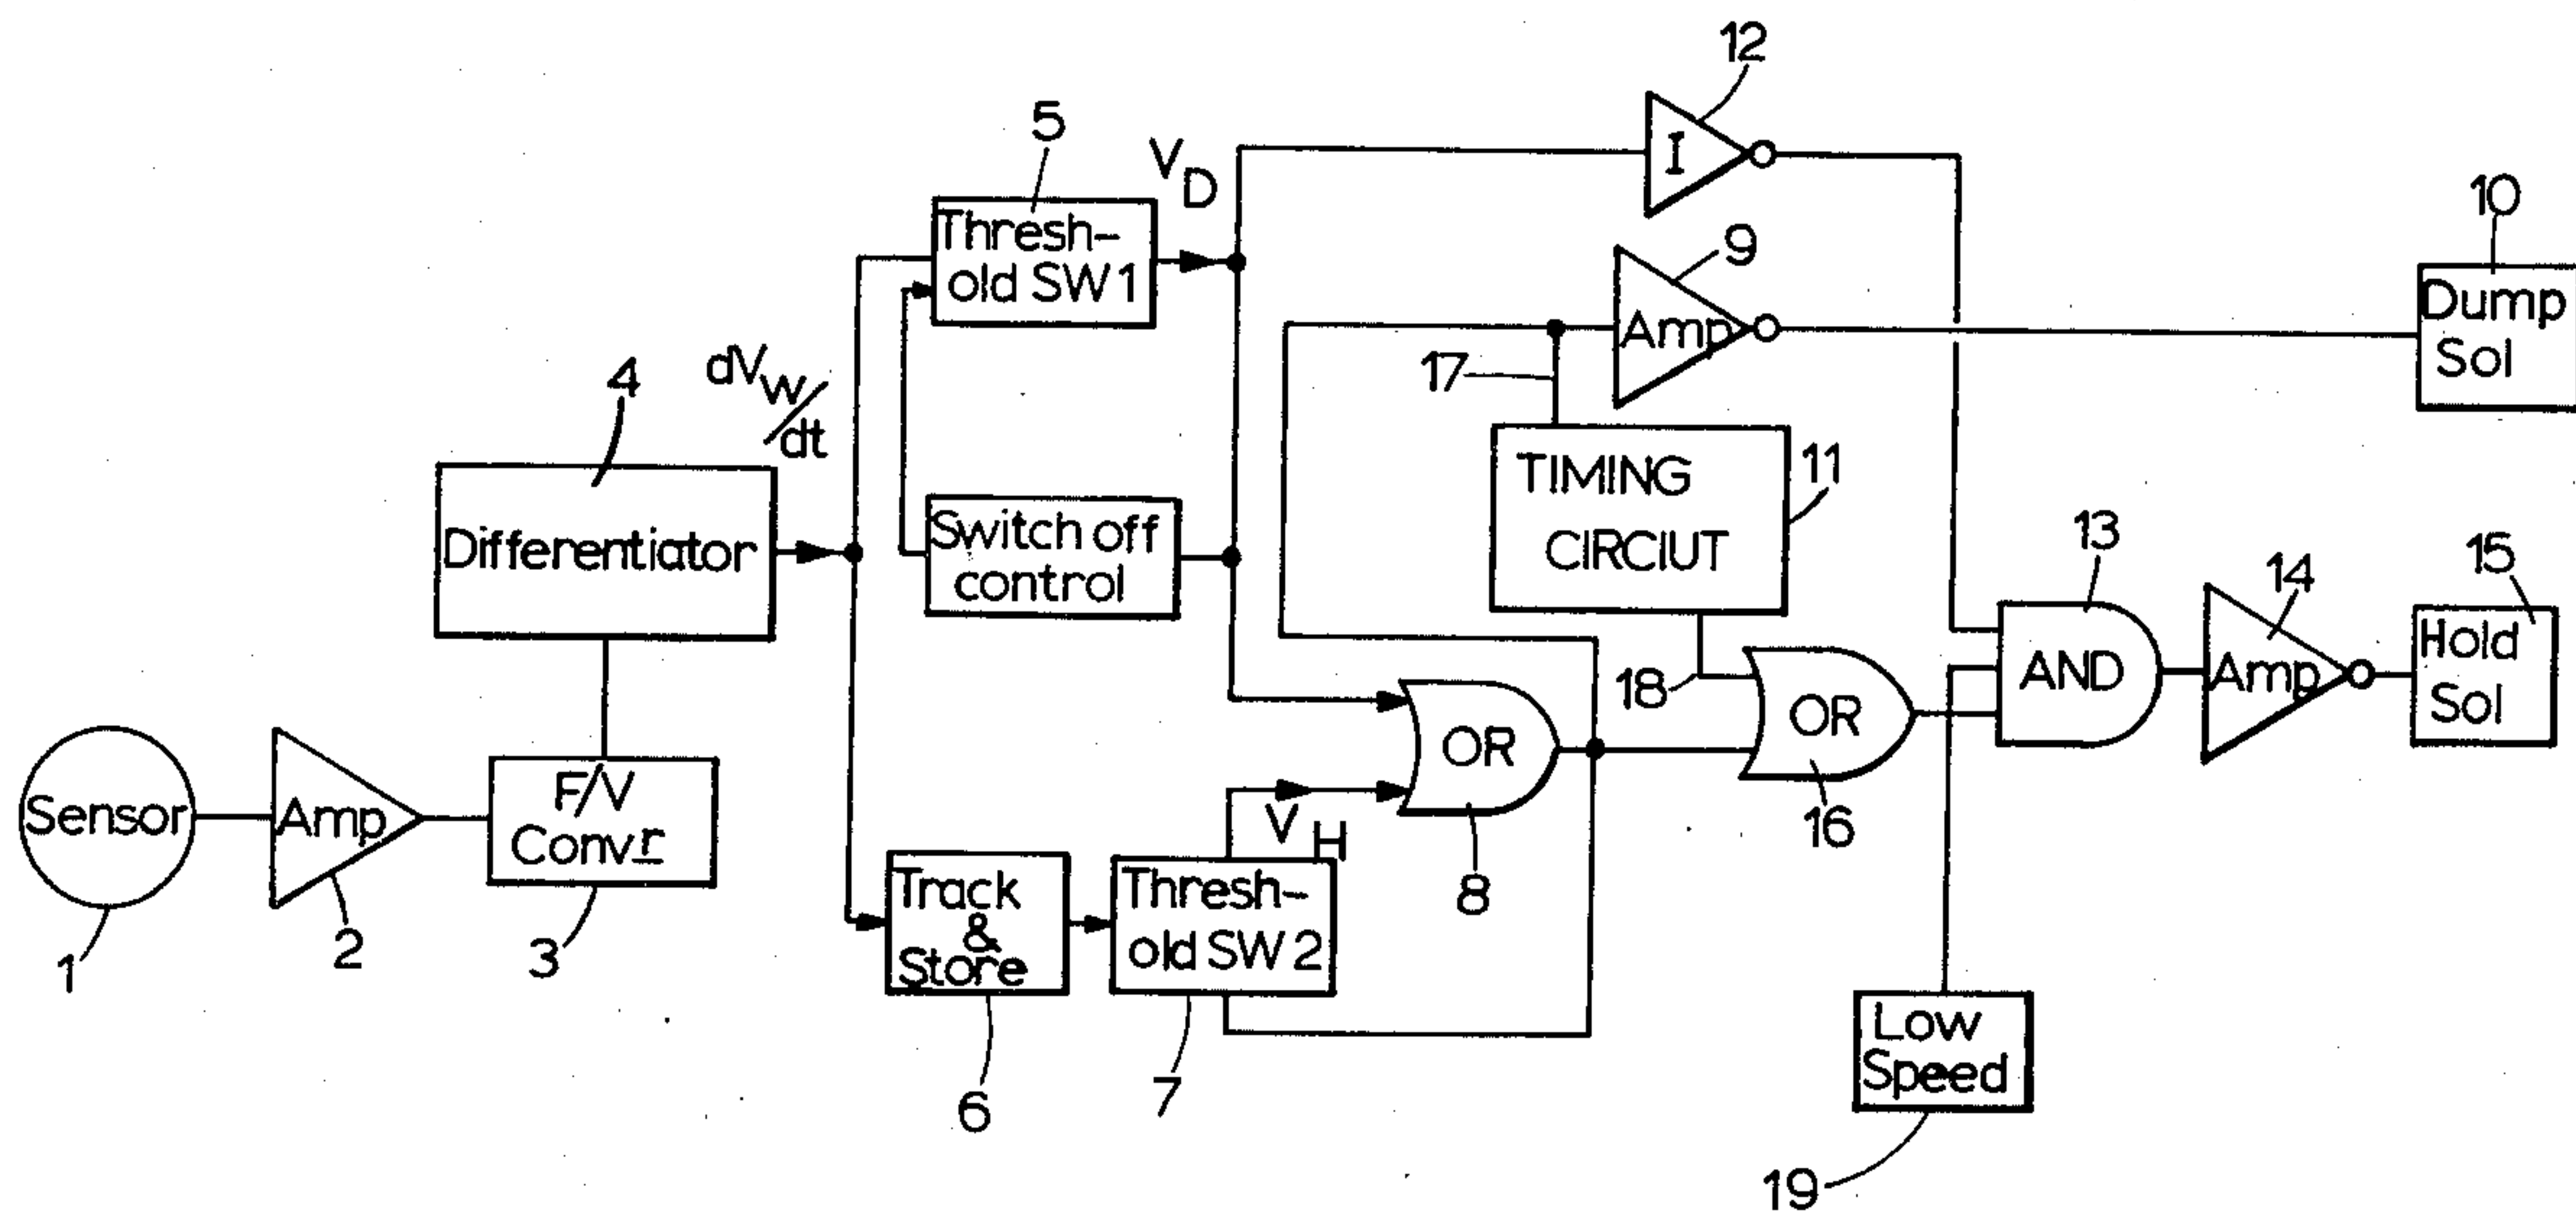 12
5
V
D
I
10
Thresh-
old SW1
9
Dump
Sol
Amp
17
dVw/dt
4
TIMING
CIRCIUT
11
Switch off
control
Differentiator
13
14
15
Hold
Sol
AND
Amp
18
OR
16
OR
8
F/V
Convr
Sensor
Amp
V
H
Track
&
Store
Thresh-
old SW2
1
2
3
6
7
Low
Speed
19